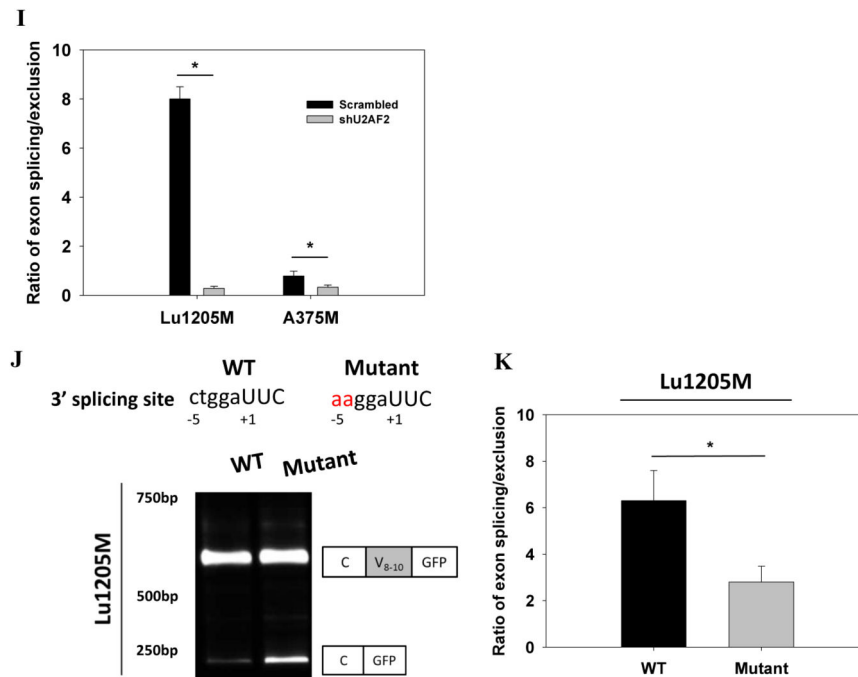 I
Ratio of exon splicing/exclusion
10
8
6
4
2
0
*
*
Scrambled
shU2AF2
Lu1205M A375M
J
WT Mutant
3' splicing site ctggaUUC aaggaUUC
-5 +1 -5 +1
WT Mutant
Lu1205M
750bp
500bp
250bp
C V8-10 GFP
C GFP
K
Lu1205M
Ratio of exon splicing/exclusion
10
8
6
4
2
0
*
WT Mutant